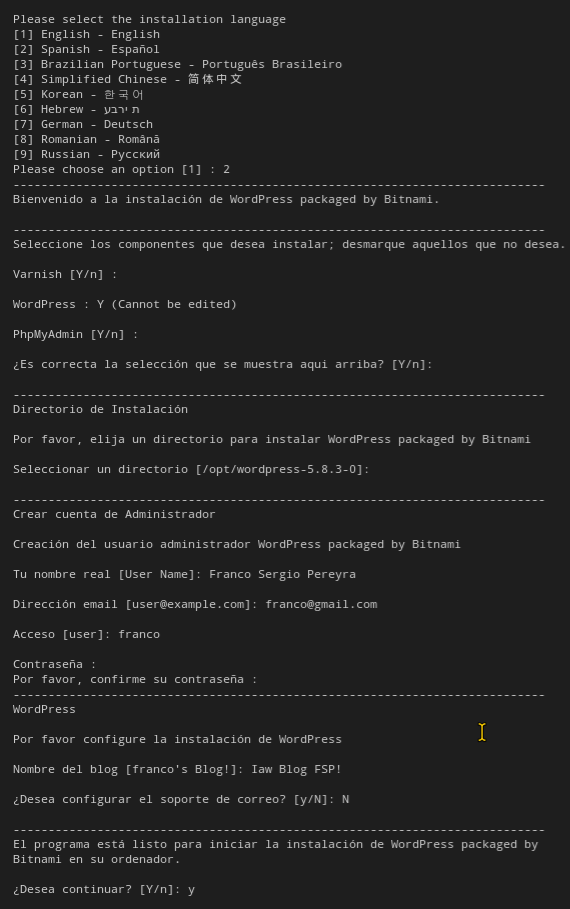 Please select the installation language
[1] English - English
[2] Spanish - Español
[3] Brazilian Portuguese - Português Brasileiro
[4] Simplified Chinese - 简体中文
[5] Korean - 한국어
[6] Hebrew - ת ירבע
[7] German - Deutsch
[8] Romanian - Română
[9] Russian - Русский
Please choose an option [1] : 2
----------------------------------------------------------------------------
Bienvenido a la instalación de WordPress packaged by Bitnami.
----------------------------------------------------------------------------
Seleccione los componentes que desea instalar; desmarque aquellos que no desea.
Varnish [Y/n] :
WordPress : Y (Cannot be edited)
PhpMyAdmin [Y/n] :
¿Es correcta la selección que se muestra aqui arriba? [Y/n]:
----------------------------------------------------------------------------
Directorio de Instalación
Por favor, elija un directorio para instalar WordPress packaged by Bitnami
Seleccionar un directorio [/opt/wordpress-5.8.3-0]:
----------------------------------------------------------------------------
Crear cuenta de Administrador
Creación del usuario administrador WordPress packaged by Bitnami
Tu nombre real [User Name]: Franco Sergio Pereyra
Dirección email [user@example.com]: franco@gmail.com
Acceso [user]: franco
Contraseña :
Por favor, confirme su contraseña :
----------------------------------------------------------------------------
WordPress
Por favor configure la instalación de WordPress
Nombre del blog [franco's Blog!]: Iaw Blog FSP!
¿Desea configurar el soporte de correo? [y/N]: N
----------------------------------------------------------------------------
El programa está listo para iniciar la instalación de WordPress packaged by
Bitnami en su ordenador.
¿Desea continuar? [Y/n]: y